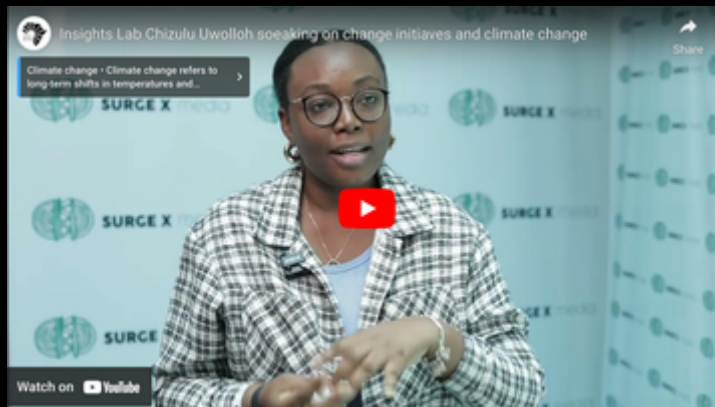 Insights Lab Chizulu Uwolloh soeaking on change initiaves and climate change
Share
Climate change • Climate change refers to
long-term shifts in temperatures and...
SURGE X media
SURGE X media
SURGE X media
SURGE X media
SURGE
Watch on YouTube